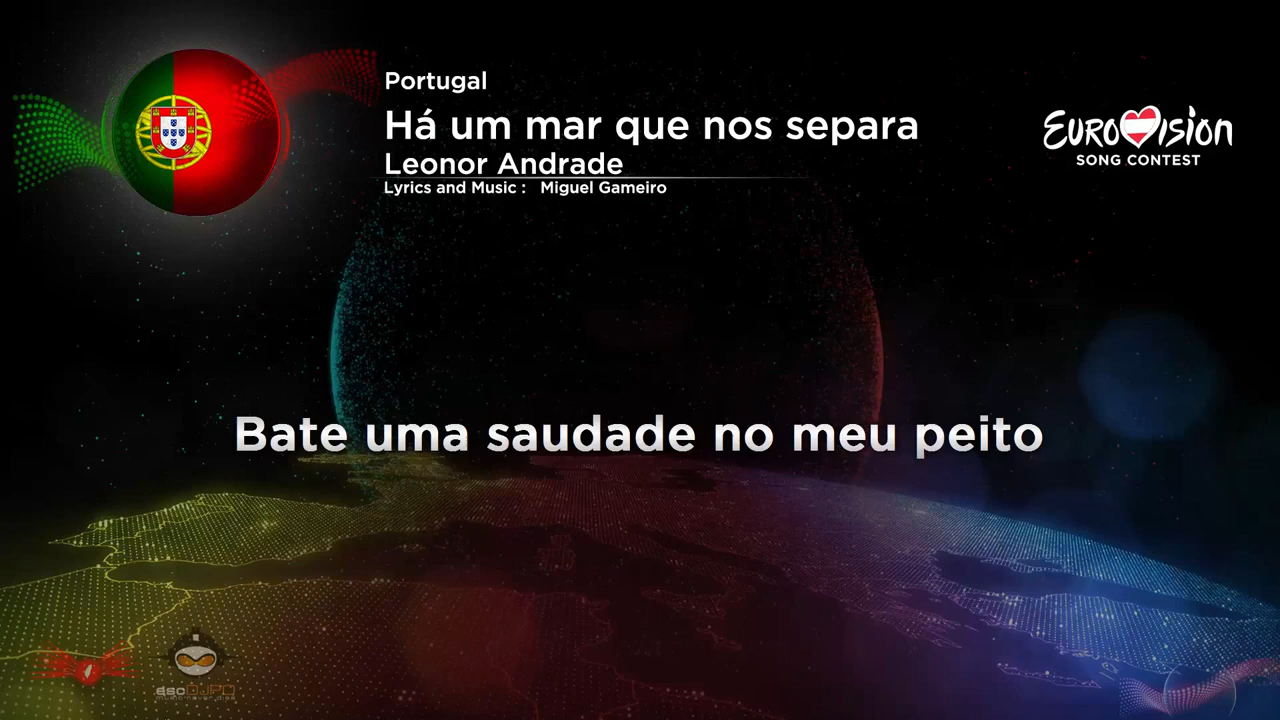 Portugal
Há um mar que nos separa
Leonor Andrade
Lyrics and Music : Miguel Gameiro
EUROVISION
SONG CONTEST
Bate uma saudade no meu peito
escDJPD